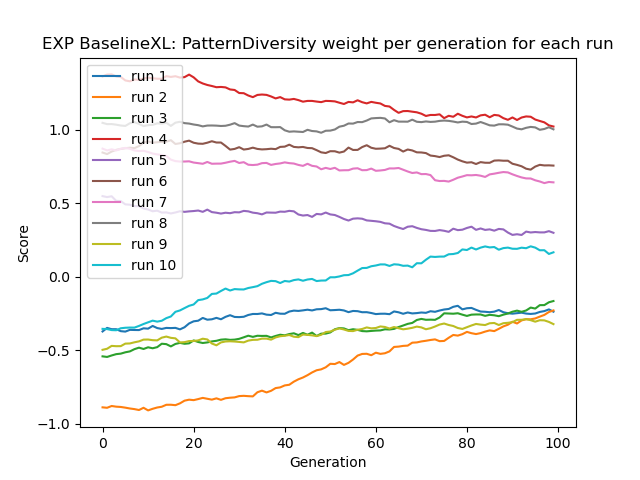 EXP BaselineXL: PatternDiversity weight per generation for each run
run 1
run 2
run 3
run 4
run 5
run 6
run 7
run 8
run 9
run 10
Score
1.0
0.5
0.0
−0.5
−1.0
0 20 40 60 80 100
Generation